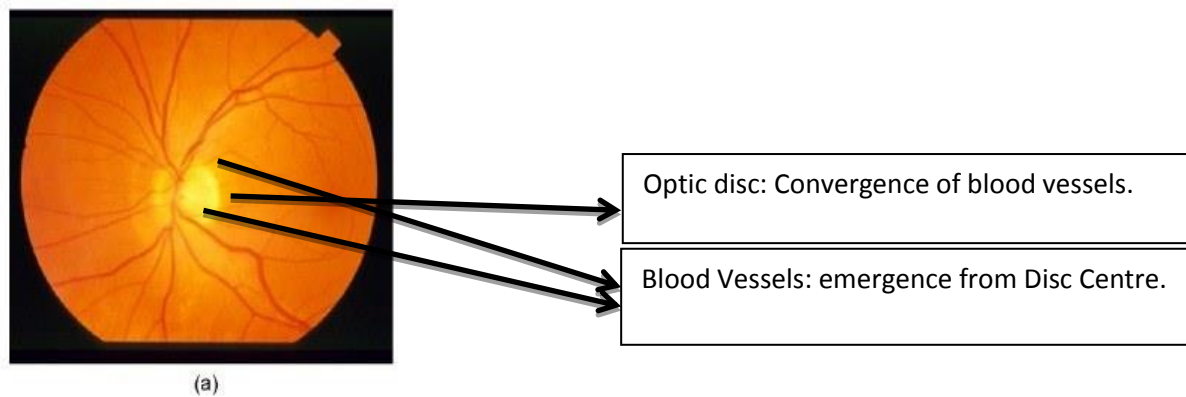 Optic disc: Convergence of blood vessels.
Blood Vessels: emergence from Disc Centre.
(a)